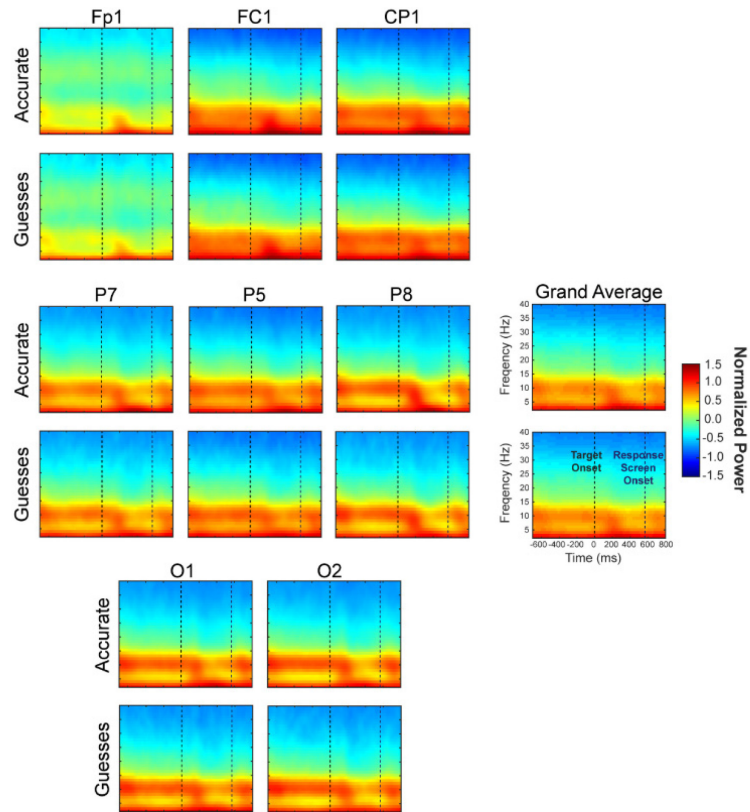 Fp1 FC1 CP1
Accurate
Guesses
P7 P5 P8
Accurate
Guesses
Grand Average
Freqency (Hz)
40
35
30
25
20
15
10
5
Freqency (Hz)
40
35
30
25
20
15
10
5
Target Onset
Response Screen Onset
-600 -400 -200 0 200 400 600 800
Time (ms)
1.5
1.0
0.5
0.0
-0.5
-1.0
-1.5
Normalized Power
O1 O2
Accurate
Guesses